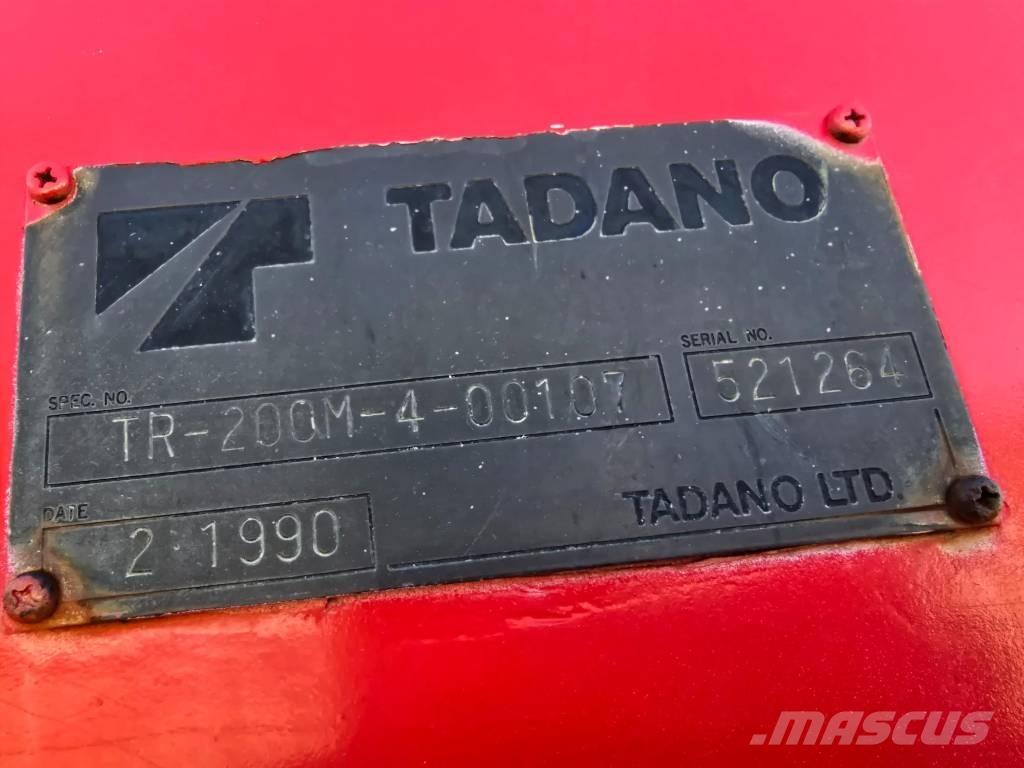 TADANO
SPEC. NO.
TR-200M-4-00107
SERIAL NO.
521264
DATE
2 1990
TADANO LTD.
MASCUS